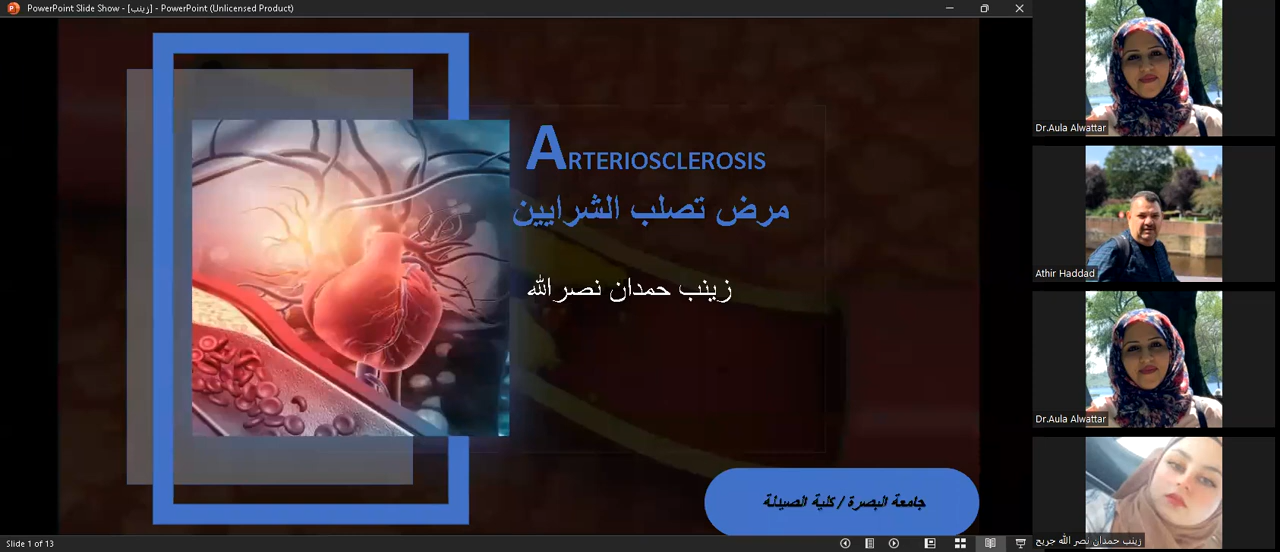 PowerPoint Slide Show - [زينب] - PowerPoint (Unlicensed Product)
ARTERIOSCLEROSIS
مرض تصلب الشرايين
زينب حمدان نصرالله
جامعة البصرة / كلية الصيدلة
Slide 1 of 13
Dr.Aula Alwattar
Athir Haddad
Dr.Aula Alwattar
زينب حمدان نصر الله جريح